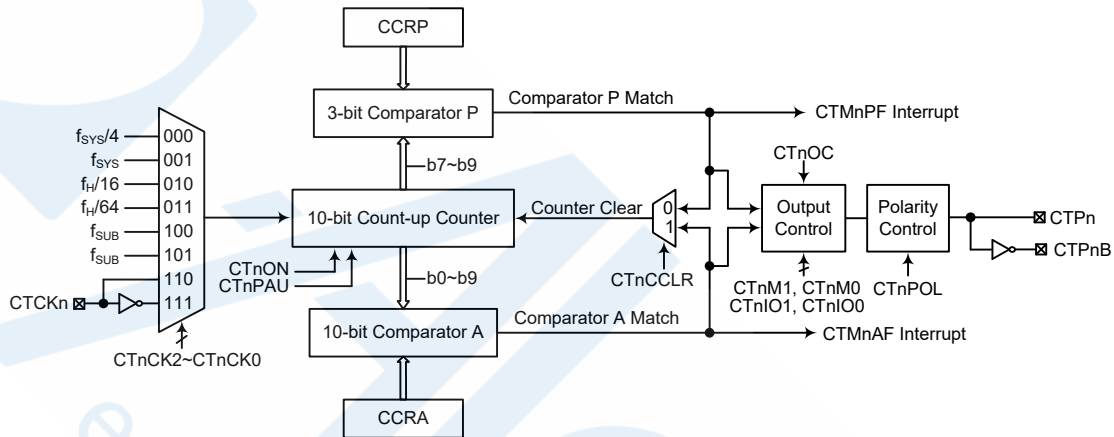 CCRP
3-bit Comparator P
Comparator P Match
CTMnPF Interrupt
b7~b9
fSYS/4
000
fSYS
001
fH/16
010
fH/64
011
fSUB
100
fSUB
101
110
CTCKn
111
CTnCK2~CTnCK0
10-bit Count-up Counter
Counter Clear
0
1
CTnCCLR
CTnON
CTnPAU
b0~b9
CTnOC
Output
Control
Polarity
Control
CTPn
CTPnB
CTnM1, CTnM0
CTnIO1, CTnIO0
CTnPOL
10-bit Comparator A
Comparator A Match
CTMnAF Interrupt
CCRA
e